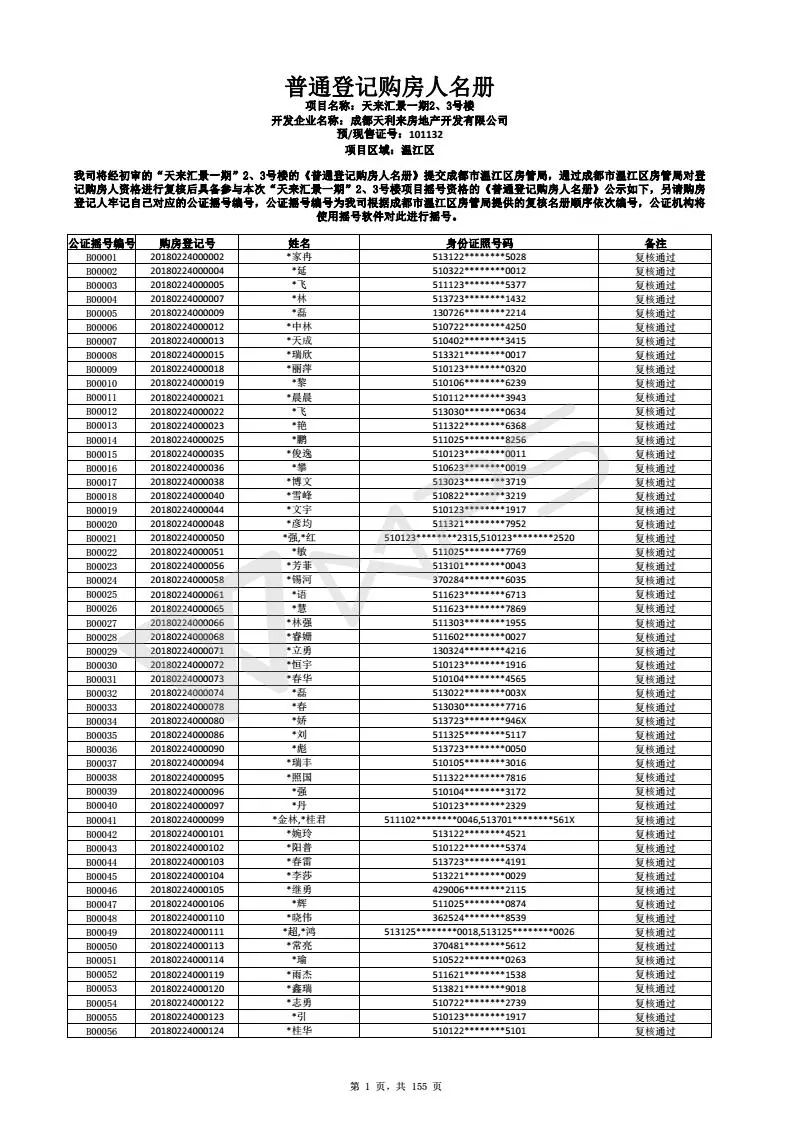 普通登记购房人名册
项目名称：天来汇景一期2、3号楼
开发企业名称：成都天利来房地产开发有限公司
预/现售证号：101132
项目区域：温江区
我司将经初审的“天来汇景一期”2、3号楼的《普通登记购房人名册》提交成都市温江区房管局，通过成都市温江区房管局对登
记购房人资格进行复核后具备参与本次“天来汇景一期”2、3号楼项目摇号资格的《普通登记购房人名册》公示如下，另请购房
登记人牢记自己对应的公证摇号编号，公证摇号编号为我司根据成都市温江区房管局提供的复核名册顺序依次编号，公证机构将
使用摇号软件对此进行摇号。
公证摇号编号 购房登记号 姓名 身份证照号码 备注
B00001 20180224000002 *家冉 513122********5028 复核通过
B00002 20180224000004 *延 510322********0012 复核通过
B00003 20180224000005 *飞 511123********5377 复核通过
B00004 20180224000007 *林 513723********1432 复核通过
B00005 20180224000009 *磊 130726********2214 复核通过
B00006 20180224000012 *中林 510722********4250 复核通过
B00007 20180224000013 *天成 510402********3415 复核通过
B00008 20180224000015 *瑞欣 513321********0017 复核通过
B00009 20180224000018 *丽萍 510123********0320 复核通过
B00010 20180224000019 *黎 510106********6239 复核通过
B00011 20180224000021 *晨晨 510112********3943 复核通过
B00012 20180224000022 *飞 513030********0634 复核通过
B00013 20180224000023 *艳 511322********6368 复核通过
B00014 20180224000025 *鹏 511025********8256 复核通过
B00015 20180224000035 *俊逸 510123********0011 复核通过
B00016 20180224000036 *攀 510623********0019 复核通过
B00017 20180224000038 *博文 513023********3719 复核通过
B00018 20180224000040 *雪峰 510822********3219 复核通过
B00019 20180224000044 *文宇 510123********1917 复核通过
B00020 20180224000048 *彦均 511321********7952 复核通过
B00021 20180224000050 *强,*红 510123********2315,510123********2520 复核通过
B00022 20180224000051 *敏 511025********7769 复核通过
B00023 20180224000056 *芳菲 513101********0043 复核通过
B00024 20180224000058 *锡河 370284********6035 复核通过
B00025 20180224000061 *语 511623********6713 复核通过
B00026 20180224000065 *慧 511623********7869 复核通过
B00027 20180224000066 *林强 511303********1955 复核通过
B00028 20180224000068 *睿姗 511602********0027 复核通过
B00029 20180224000071 *立勇 130324********4216 复核通过
B00030 20180224000072 *恒宇 510123********1916 复核通过
B00031 20180224000073 *春华 510104********4565 复核通过
B00032 20180224000074 *磊 513022********003X 复核通过
B00033 20180224000078 *春 513030********7716 复核通过
B00034 20180224000080 *娇 513723********946X 复核通过
B00035 20180224000086 *刘 511325********5117 复核通过
B00036 20180224000090 *彪 513723********0050 复核通过
B00037 20180224000094 *瑞丰 510105********3016 复核通过
B00038 20180224000095 *照国 511322********7816 复核通过
B00039 20180224000096 *强 510104********3172 复核通过
B00040 20180224000097 *丹 510123********2329 复核通过
B00041 20180224000099 *金林,*桂君 511102********0046,513701********561X 复核通过
B00042 20180224000101 *婉玲 513122********4521 复核通过
B00043 20180224000102 *阳普 510122********5374 复核通过
B00044 20180224000103 *春雷 513723********4191 复核通过
B00045 20180224000104 *李莎 513221********0029 复核通过
B00046 20180224000105 *继勇 429006********2115 复核通过
B00047 20180224000106 *辉 511025********0874 复核通过
B00048 20180224000110 *晓伟 362524********8539 复核通过
B00049 20180224000111 *超,*鸿 513125********0018,513125********0026 复核通过
B00050 20180224000113 *常亮 370481********5612 复核通过
B00051 20180224000114 *瑜 510522********0263 复核通过
B00052 20180224000119 *雨杰 511621********1538 复核通过
B00053 20180224000120 *鑫瑞 513821********9018 复核通过
B00054 20180224000122 *志勇 510722********2739 复核通过
B00055 20180224000123 *引 510123********1917 复核通过
B00056 20180224000124 *桂华 510122********5101 复核通过
第 1 页，共 155 页